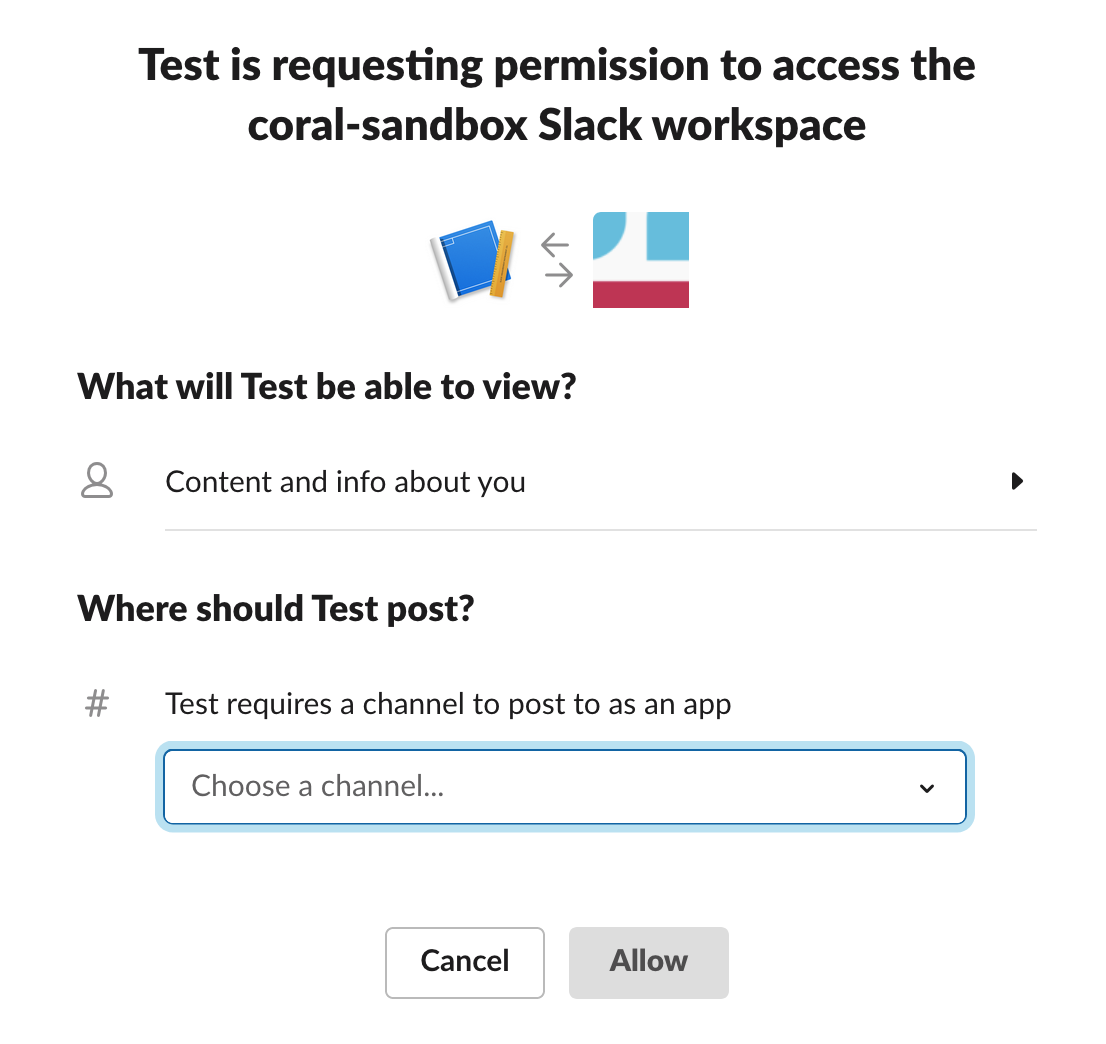 Test is requesting permission to access the
coral-sandbox Slack workspace
What will Test be able to view?
Content and info about you
Where should Test post?
# Test requires a channel to post to as an app
Choose a channel...
Cancel Allow